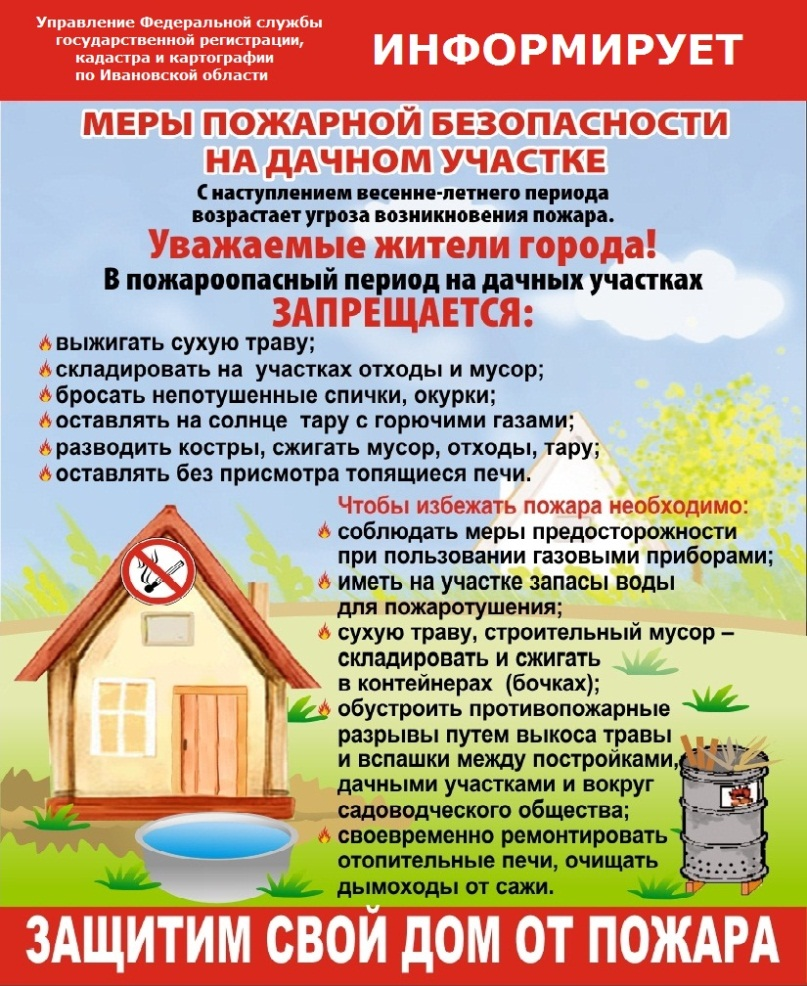 Управление Федеральной службы
государственной регистрации,
кадастра и картографии
по Ивановской области
ИНФОРМИРУЕТ
МЕРЫ ПОЖАРНОЙ БЕЗОПАСНОСТИ
НА ДАЧНОМ УЧАСТКЕ
С наступлением весенне-летнего периода
возрастает угроза возникновения пожара.
Уважаемые жители города!
В пожароопасный период на дачных участках
ЗАПРЕЩАЕТСЯ:
выжигать сухую траву;
складировать на участках отходы и мусор;
бросать непотушенные спички, окурки;
оставлять на солнце тару с горючими газами;
разводить костры, сжигать мусор, отходы, тару;
оставлять без присмотра топящиеся печи.
Чтобы избежать пожара необходимо:
соблюдать меры предосторожности
при пользовании газовыми приборами;
иметь на участке запасы воды
для пожаротушения;
сухую траву, строительный мусор –
складировать и сжигать
в контейнерах (бочках);
обустроить противопожарные
разрывы путем выкоса травы
и вспашки между постройками,
дачными участками и вокруг
садоводческого общества;
своевременно ремонтировать
отопительные печи, очищать
дымоходы от сажи.
ЗАЩИТИМ СВОЙ ДОМ ОТ ПОЖАРА